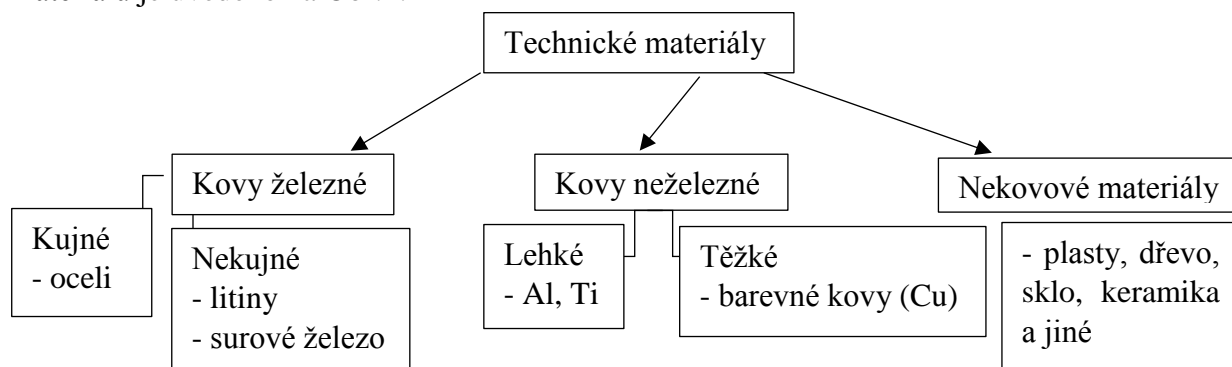 Technické materiály
Kovy železné
Kovy neželezné
Nekovové materiály
Kujné
- oceli
Nekujné
- litiny
- surové železo
Lehké
- Al, Ti
Těžké
- barevné kovy (Cu)
- plasty, dřevo,
sklo, keramika
a jiné